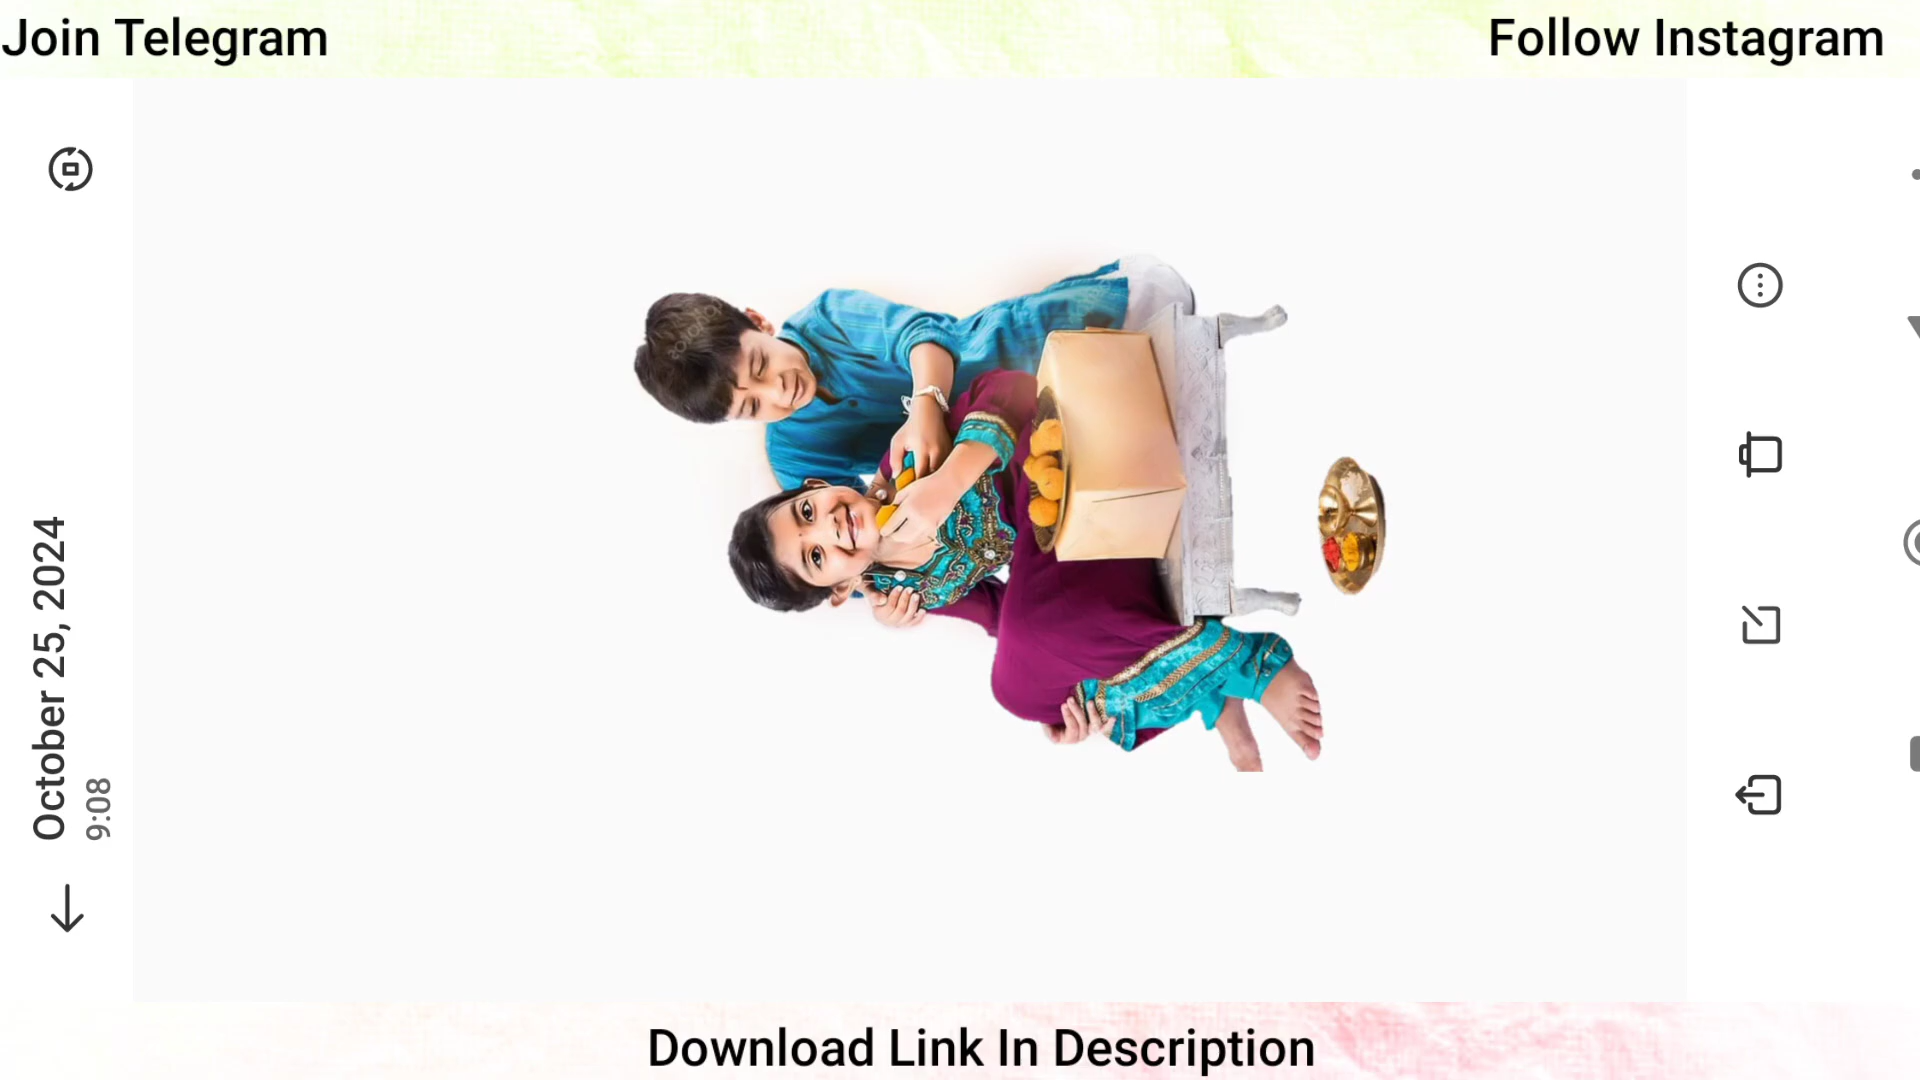 Join Telegram
Follow Instagram
October 25, 2024
9:08
Download Link In Description